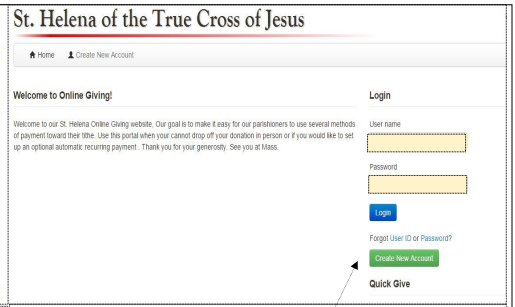 St. Helena of the True Cross of Jesus
Home Create New Account
Welcome to Online Giving!
Welcome to our St. Helena Online Giving website, Our goal is to make it easy for our parishioners to use several methods
of payment toward their tithe. Use this portal when your cannot drop off your donation in person or if you would like to set
up an optional automatic recurring payment . Thank you for your generosity. See you at Mass.
Login
User name
Password
Login
Forgot User ID or Password?
Create New Account
Quick Give